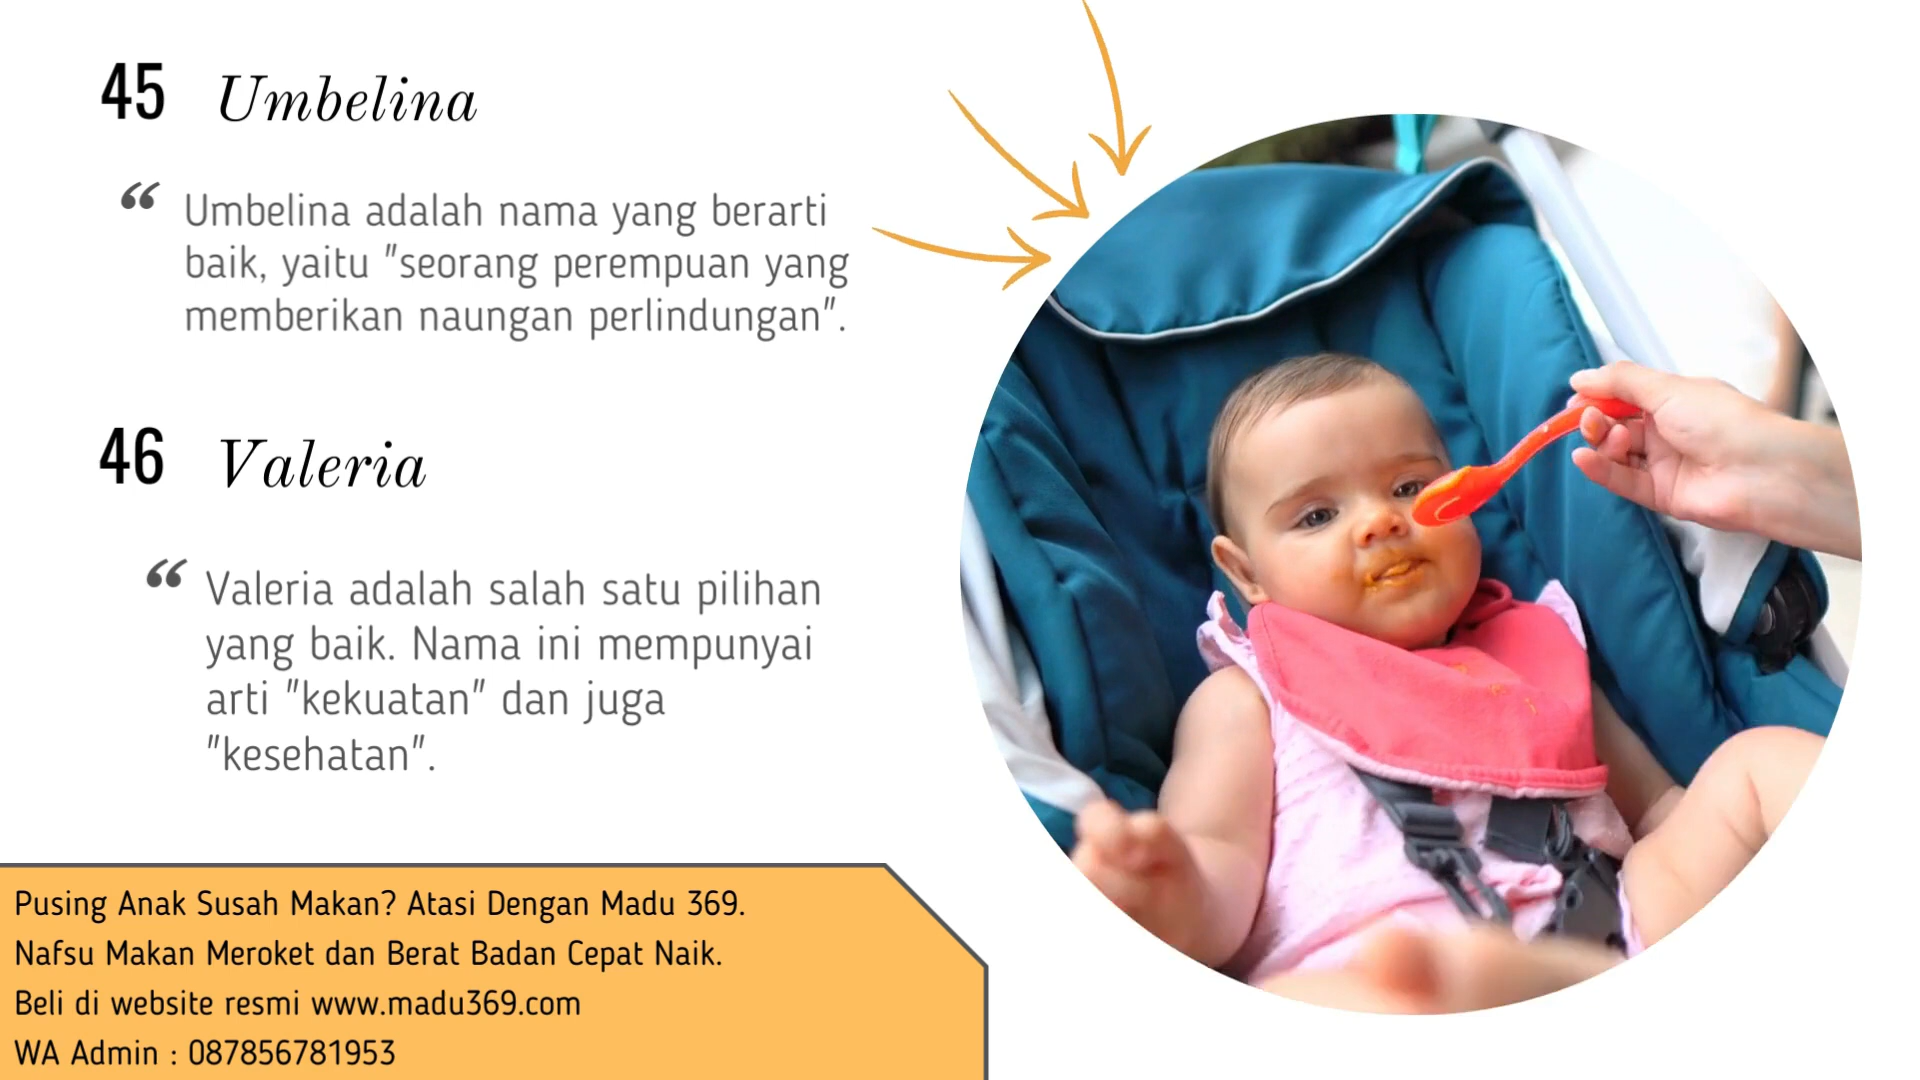 45 Umbelina
“ Umbelina adalah nama yang berarti
baik, yaitu "seorang perempuan yang
memberikan naungan perlindungan".
46 Valeria
“ Valeria adalah salah satu pilihan
yang baik. Nama ini mempunyai
arti "kekuatan" dan juga
"kesehatan".
Pusing Anak Susah Makan? Atasi Dengan Madu 369.
Nafsu Makan Meroket dan Berat Badan Cepat Naik.
Beli di website resmi www.madu369.com
WA Admin : 087856781953